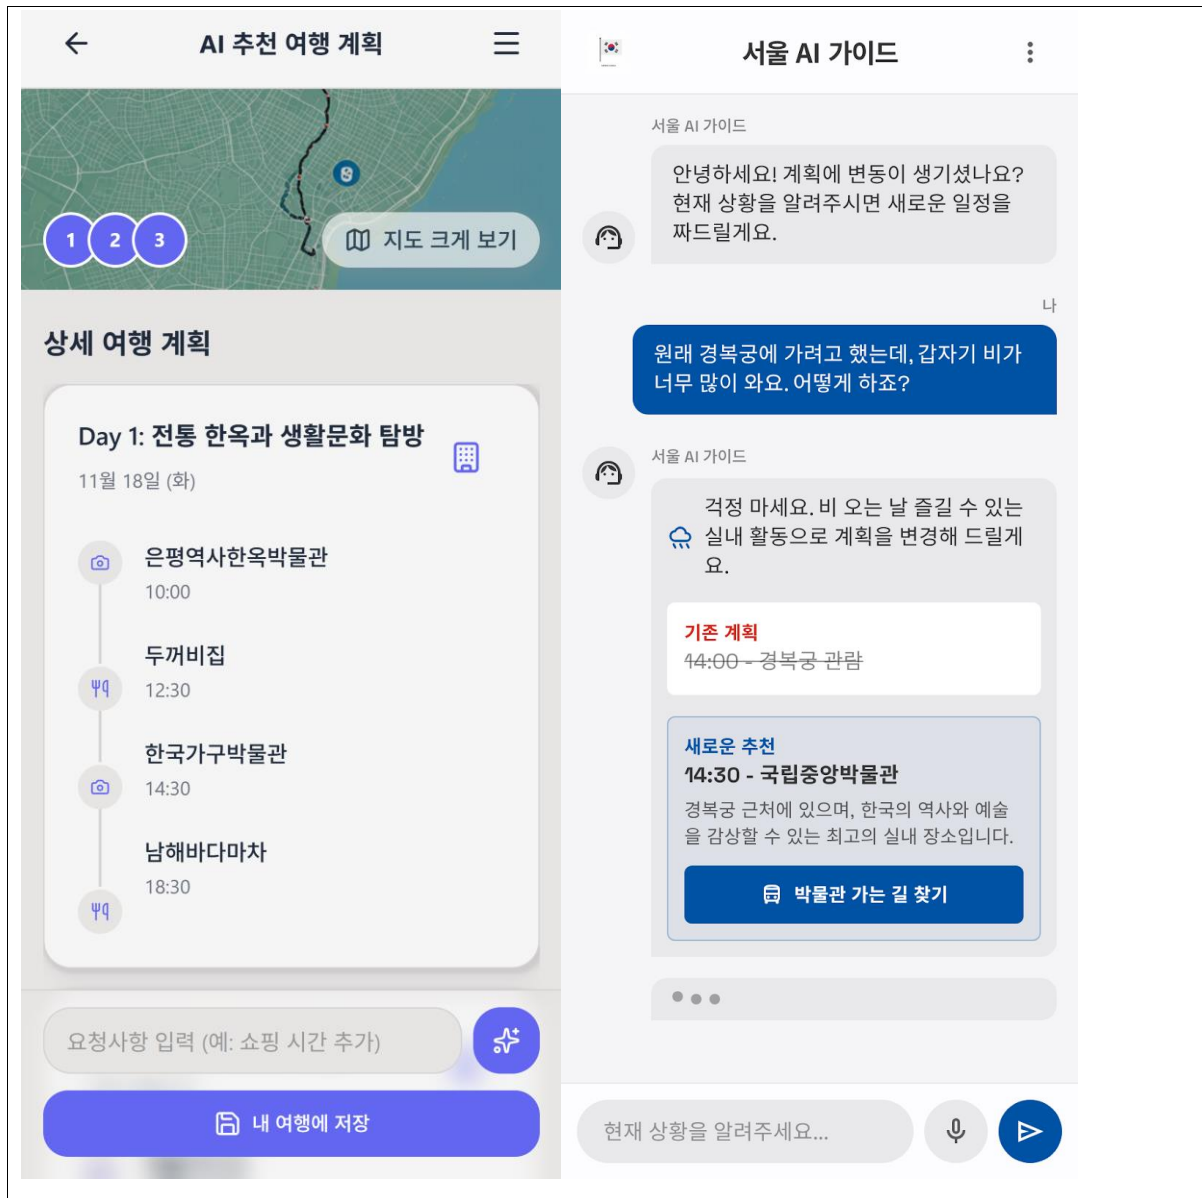 AI 추천 여행 계획
1
2
3
지도 크게 보기
상세 여행 계획
Day 1: 전통 한옥과 생활문화 탐방
11월 18일 (화)
은평역사한옥박물관
10:00
두꺼비집
12:30
한국가구박물관
14:30
남해바다마차
18:30
요청사항 입력 (예: 쇼핑 시간 추가)
내 여행에 저장
서울 AI 가이드
서울 AI 가이드
안녕하세요! 계획에 변동이 생기셨나요?
현재 상황을 알려주시면 새로운 일정을
짜드릴게요.
나
원래 경복궁에 가려고 했는데, 갑자기 비가
너무 많이 와요. 어떻게 하죠?
서울 AI 가이드
걱정 마세요. 비 오는 날 즐길 수 있는
실내 활동으로 계획을 변경해 드릴게
요.
기존 계획
14:00 - 경복궁 관람
새로운 추천
14:30 - 국립중앙박물관
경복궁 근처에 있으며, 한국의 역사와 예술
을 감상할 수 있는 최고의 실내 장소입니다.
박물관 가는 길 찾기
현재 상황을 알려주세요...